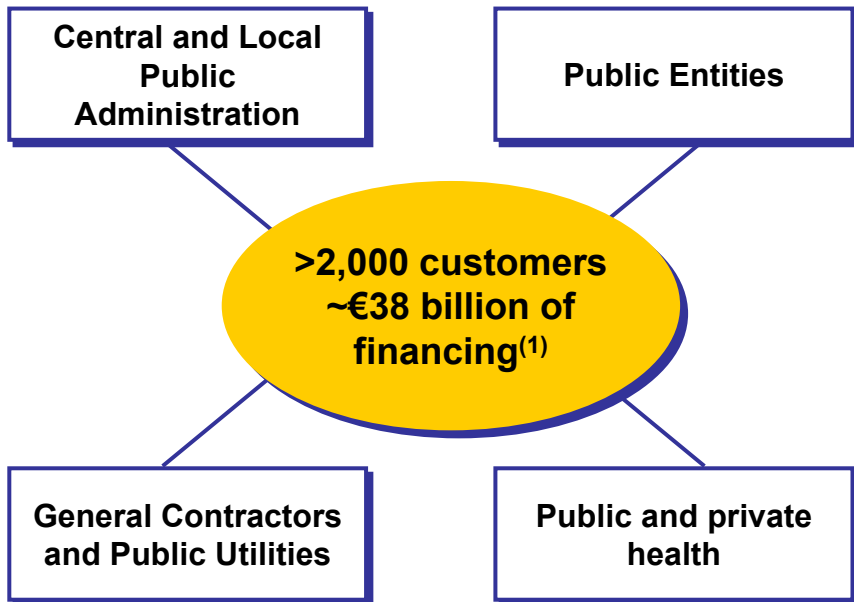 Central and Local
Public
Administration
Public Entities
>2,000 customers
~€38 billion of
financing(1)
General Contractors
and Public Utilities
Public and private
health